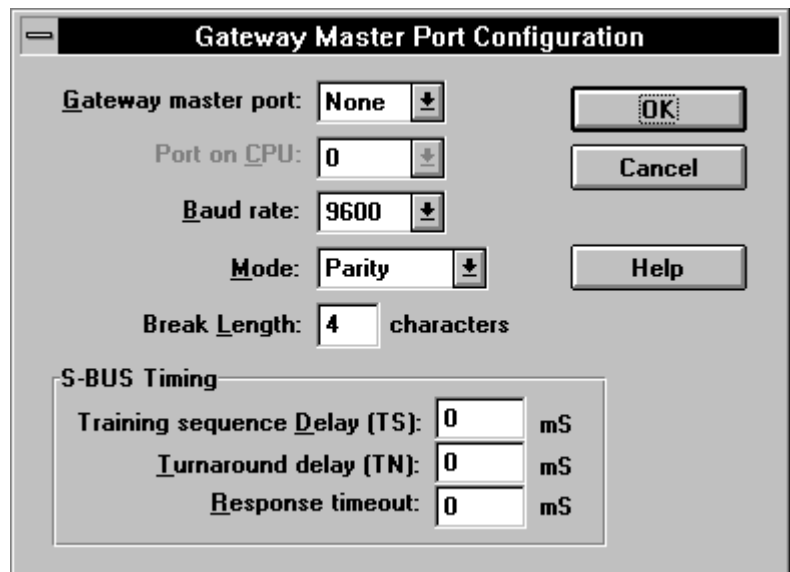 Gateway Master Port Configuration
Gateway master port: None
OK
Port on CPU: 0
Cancel
Baud rate: 9600
Mode: Parity
Help
Break Length: 4 characters
S-BUS Timing
Training sequence Delay (TS): 0 mS
Turnaround delay (TN): 0 mS
Response timeout: 0 mS